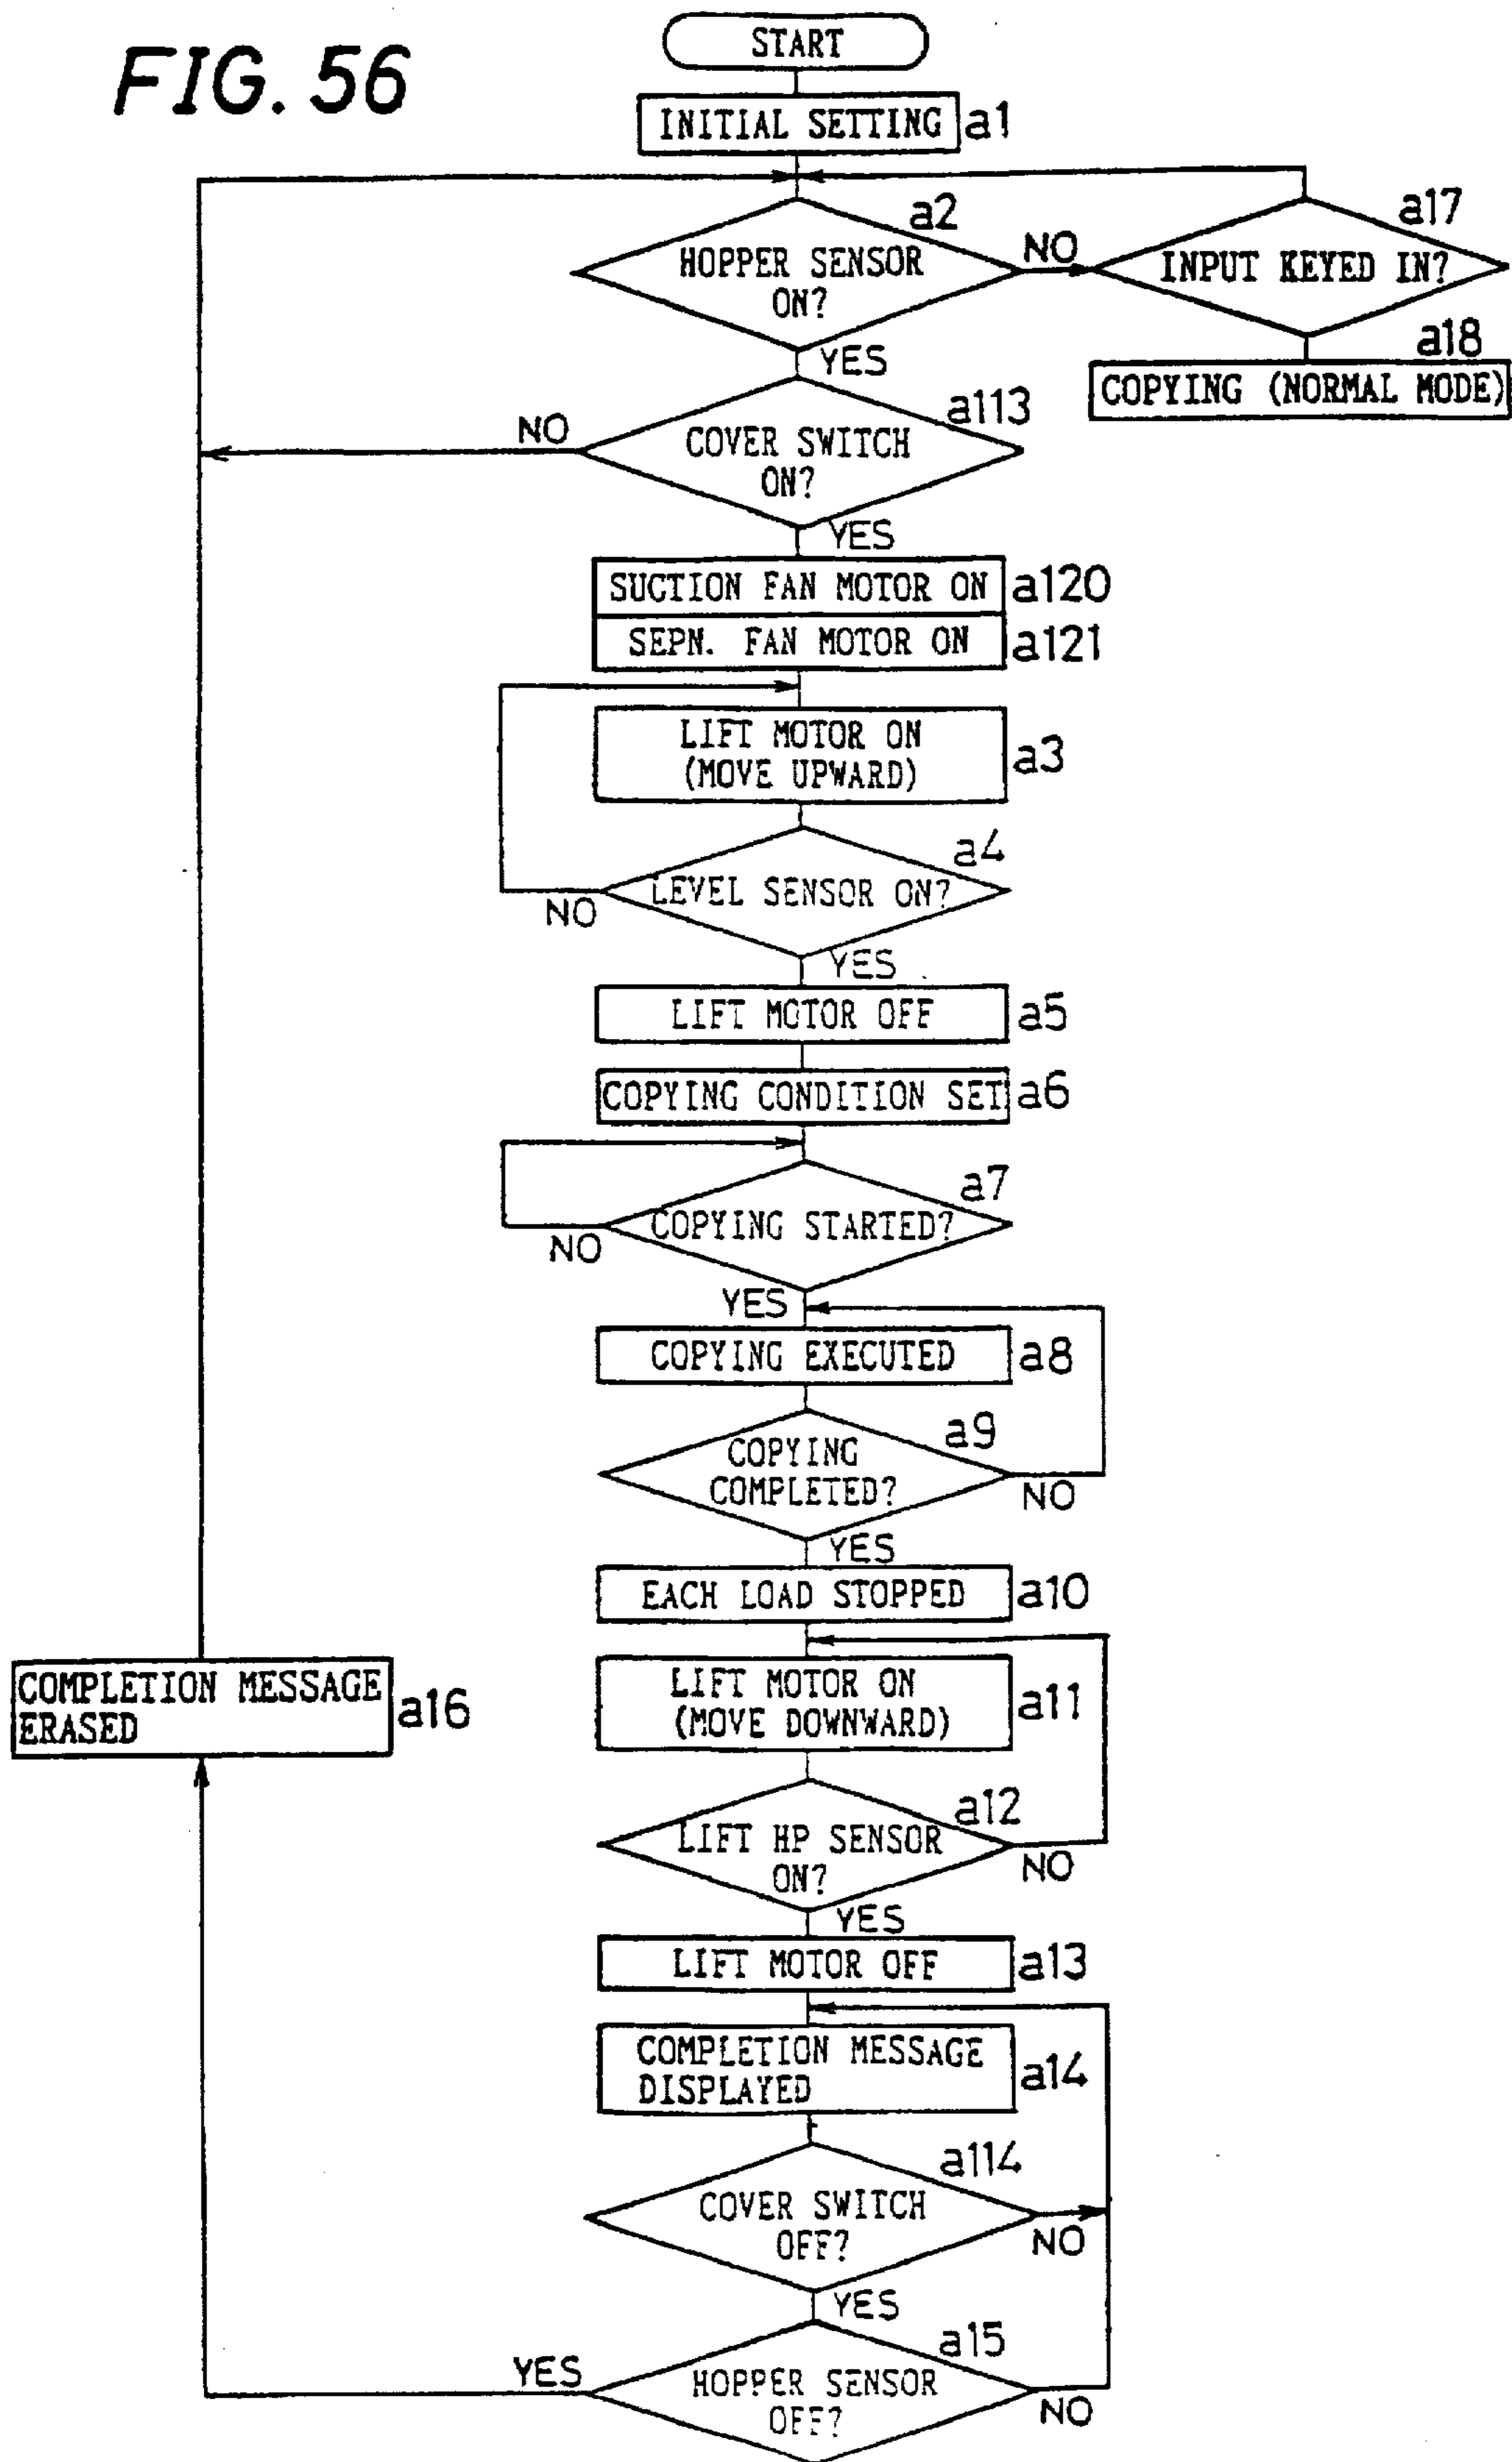 FIG. 56
START
INITIAL SETTING a1
a2
HOPPER SENSOR
ON?
NO
YES
a17
INPUT KEYED IN?
a18
COPYING (NORMAL MODE)
a113
COVER SWITCH
ON?
NO
YES
SUCTION FAN MOTOR ON a120
SEPN. FAN MOTOR ON a121
LIFT MOTOR ON
(MOVE UPWARD)
a3
a4
LEVEL SENSOR ON?
NO
YES
LIFT MOTOR OFF a5
COPYING CONDITION SET a6
a7
COPYING STARTED?
NO
YES
COPYING EXECUTED a8
a9
COPYING
COMPLETED?
NO
YES
EACH LOAD STOPPED a10
LIFT MOTOR ON
(MOVE DOWNWARD)
a11
COMPLETION MESSAGE
ERASED
a16
a12
LIFT HP SENSOR
ON?
NO
YES
LIFT MOTOR OFF a13
COMPLETION MESSAGE
DISPLAYED
a14
a114
COVER SWITCH
OFF?
NO
YES
a15
HOPPER SENSOR
OFF?
YES
NO